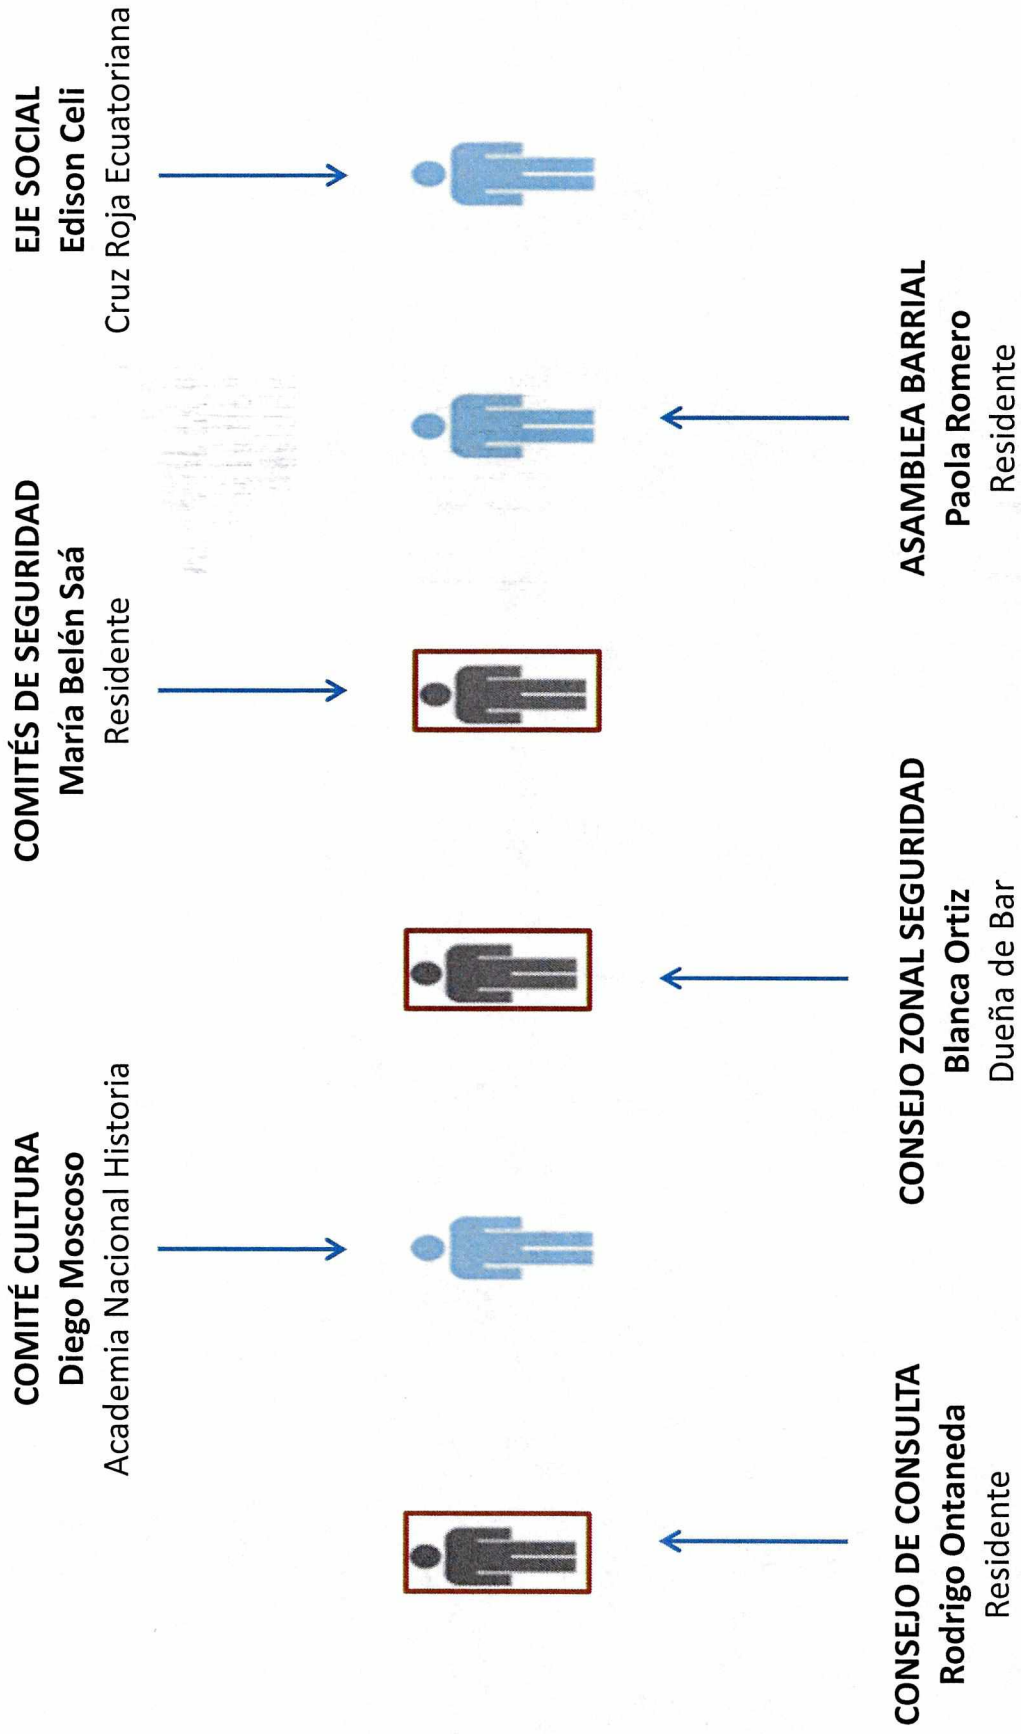 COMITÉ CULTURA
Diego Moscoso
Academia Nacional Historia
COMITÉS DE SEGURIDAD
María Belén Saá
Residente
EJE SOCIAL
Edison Celi
Cruz Roja Ecuatoriana
CONSEJO DE CONSULTA
Rodrigo Ontaneda
Residente
CONSEJO ZONAL SEGURIDAD
Blanca Ortiz
Dueña de Bar
ASAMBLEA BARRIAL
Paola Romero
Residente